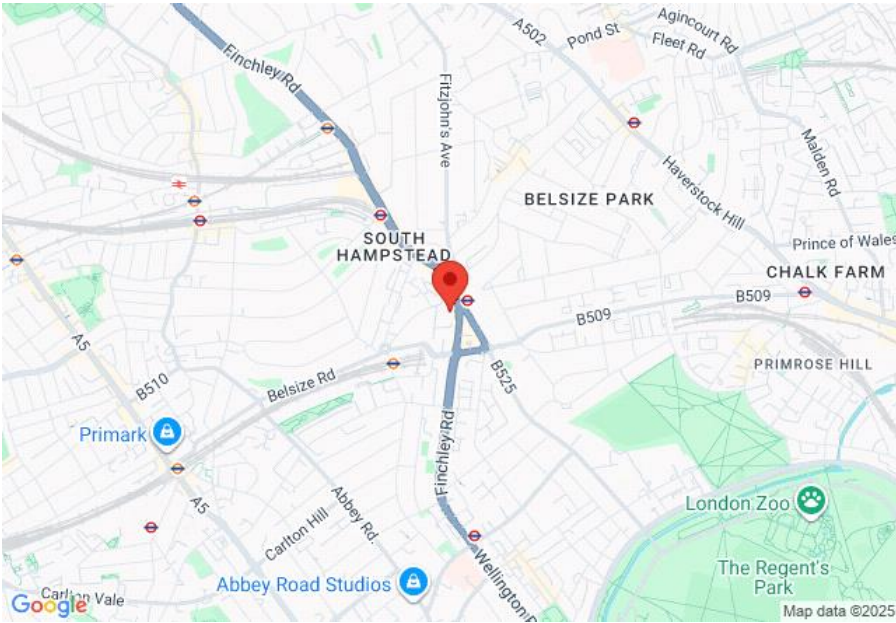 A502
Pond St
Agincourt Rd
Fleet Rd
Finchley Rd
Fitzjohn's Ave
Malden Rd
Haverstock Hill
BELSIZE PARK
SOUTH
HAMPSTEAD
Prince of Wales
CHALK FARM
B509
B509
A5
B510
Belsize Rd
B525
PRIMROSE HILL
Primark
Finchley Rd
A5
Abbey Rd.
Carlton Hill
London Zoo
Abbey Road Studios
Wellington
The Regent's
Park
Carlton Vale
Google
Map data ©2025